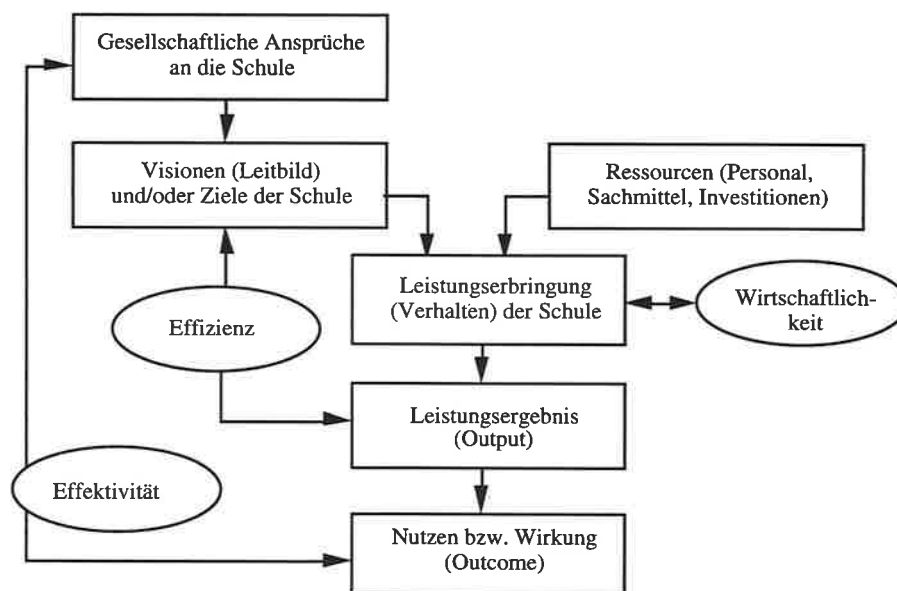 Gesellschaftliche Ansprüche
an die Schule
Visionen (Leitbild)
und/oder Ziele der Schule
Ressourcen (Personal,
Sachmittel, Investitionen)
Leistungserbringung
(Verhalten) der Schule
Wirtschaftlich-
keit
Effizienz
Leistungsergebnis
(Output)
Effektivität
Nutzen bzw. Wirkung
(Outcome)